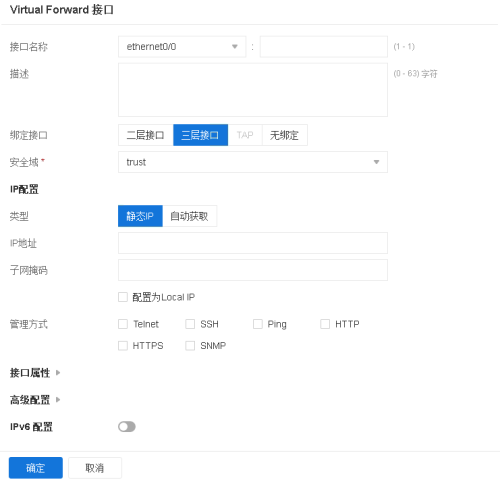 Virtual Forward 接口
接口名称 ethernet0/0 : (1 - 1)
描述 (0 - 63) 字符
绑定接口 二层接口 三层接口 TAP 无绑定
安全域 * trust
IP配置
类型 静态IP 自动获取
IP地址
子网掩码
配置为Local IP
管理方式 Telnet SSH Ping HTTP
HTTPS SNMP
接口属性
高级配置
IPv6 配置
确定 取消